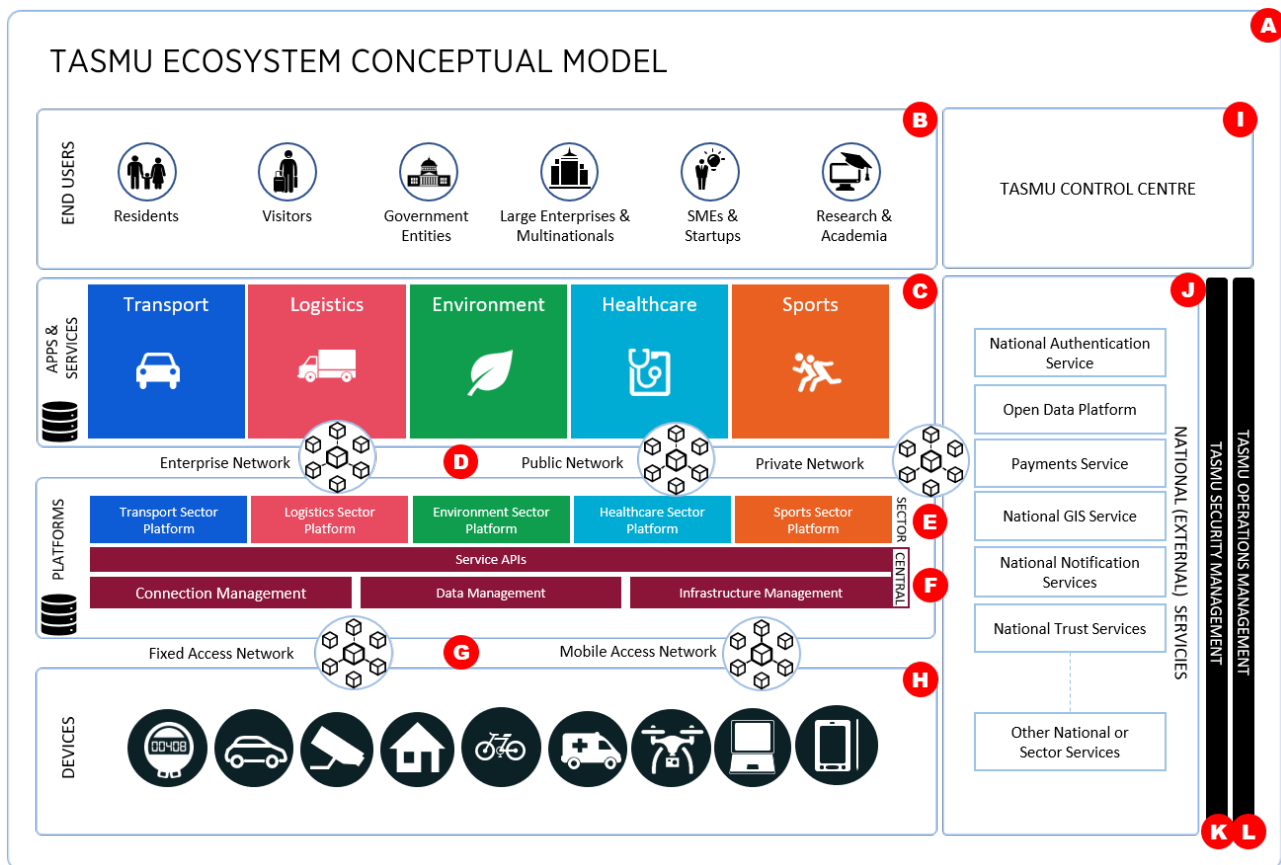 A
TASMU ECOSYSTEM CONCEPTUAL MODEL
B
END USERS
Residents
Visitors
Government
Entities
Large Enterprises &
Multinationals
SMEs &
Startups
Research &
Academia
I
TASMU CONTROL CENTRE
C
APPS &
SERVICES
Transport
Logistics
Environment
Healthcare
Sports
Enterprise Network
D
Public Network
Private Network
PLATFORMS
Transport Sector
Platform
Logistics Sector
Platform
Environment Sector
Platform
Healthcare Sector
Platform
Sports Sector
Platform
SECTOR
E
Service APIs
CENTRAL
F
Connection Management
Data Management
Infrastructure Management
Fixed Access Network
G
Mobile Access Network
H
DEVICES
00408
J
National Authentication
Service
Open Data Platform
Payments Service
National GIS Service
National Notification
Services
National Trust Services
Other National or
Sector Services
NATIONAL (EXTERNAL) SERVICIES
TASMU SECURITY MANAGEMENT
K
TASMU OPERATIONS MANAGEMENT
L